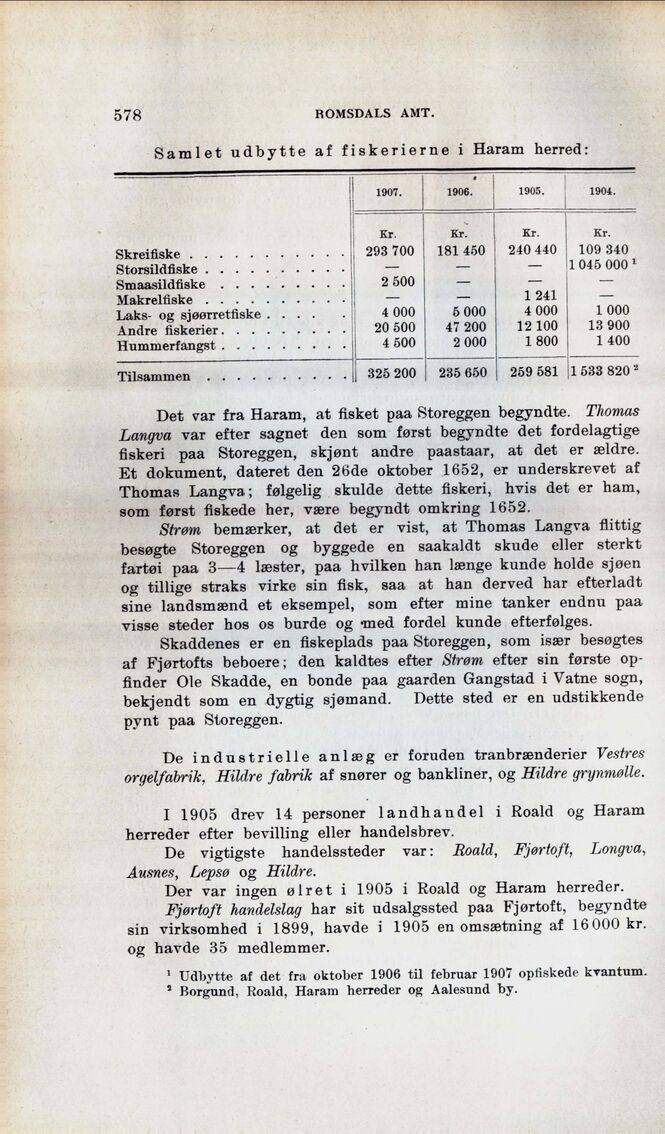 578
ROMSDALS AMT.
Samlet udbytte af fiskerierne i Haram herred:
1907. 1906. 1905. 1904.
Kr. Kr. Kr. Kr.
Skreifiske . . . . . . . . . . . 293 700 181 450 240 440 109 340
Storsildfiske . . . . . . . . . . — — — 1 045 000 ¹
Smaasildfiske . . . . . . . . . 2 500 — — —
Makrelfiske . . . . . . . . . . — — 1 241 —
Laks- og sjøørretfiske . . . . . 4 000 5 000 4 000 1 000
Andre fiskerier. . . . . . . . . 20 500 47 200 12 100 13 900
Hummerfangst . . . . . . . . . 4 500 2 000 1 800 1 400
Tilsammen . . . . . . . . . . 325 200 235 650 259 581 1 533 820 ²
Det var fra Haram, at fisket paa Storeggen begyndte. Thomas
Langva var efter sagnet den som først begyndte det fordelagtige
fiskeri paa Storeggen, skjønt andre paastaar, at det er ældre.
Et dokument, dateret den 26de oktober 1652, er underskrevet af
Thomas Langva; følgelig skulde dette fiskeri, hvis det er ham,
som først fiskede her, være begyndt omkring 1652.
Strøm bemærker, at det er vist, at Thomas Langva flittig
besøgte Storeggen og byggede en saakaldt skude eller sterkt
fartøi paa 3—4 læster, paa hvilken han længe kunde holde sjøen
og tillige straks virke sin fisk, saa at han derved har efterladt
sine landsmænd et eksempel, som efter mine tanker endnu paa
visse steder hos os burde og med fordel kunde efterfølges.
Skaddenes er en fiskeplads paa Storeggen, som især besøgtes
af Fjørtofts beboere; den kaldtes efter Strøm efter sin første op-
finder Ole Skadde, en bonde paa gaarden Gangstad i Vatne sogn,
bekjendt som en dygtig sjømand. Dette sted er en udstikkende
pynt paa Storeggen.
De industrielle anlæg er foruden tranbrænderier Vestres
orgelfabrik, Hildre fabrik af snører og bankliner, og Hildre grynmølle.
I 1905 drev 14 personer landhandel i Roald og Haram
herreder efter bevilling eller handelsbrev.
De vigtigste handelssteder var: Roald, Fjørtoft, Longva,
Ausnes, Lepsø og Hildre.
Der var ingen ølret i 1905 i Roald og Haram herreder.
Fjørtoft handelslag har sit udsalgssted paa Fjørtoft, begyndte
sin virksomhed i 1899, havde i 1905 en omsætning af 16 000 kr.
og havde 35 medlemmer.
¹ Udbytte af det fra oktober 1906 til februar 1907 opfiskede kvantum.
² Borgund, Roald, Haram herreder og Aalesund by.